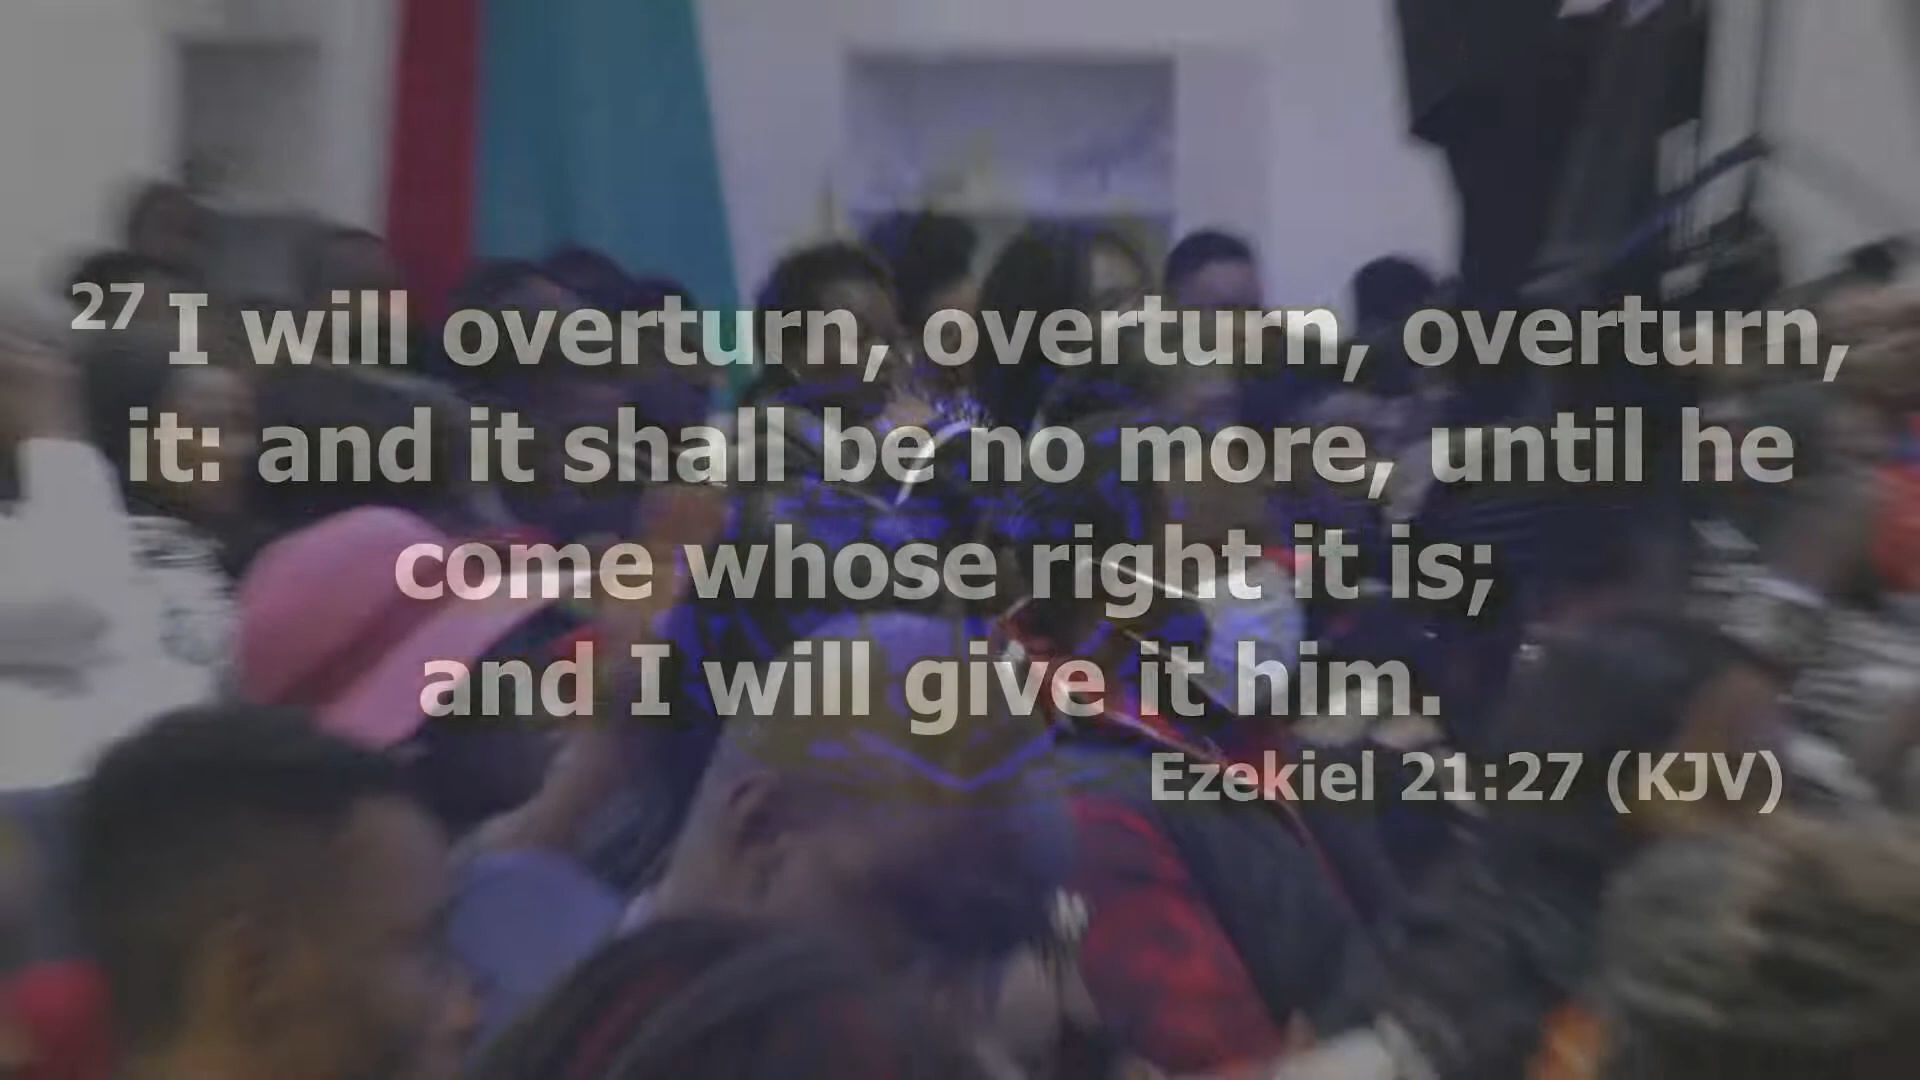 27 I will overturn, overturn, overturn,
it: and it shall be no more, until he
come whose right it is;
and I will give it him.
Ezekiel 21:27 (KJV)